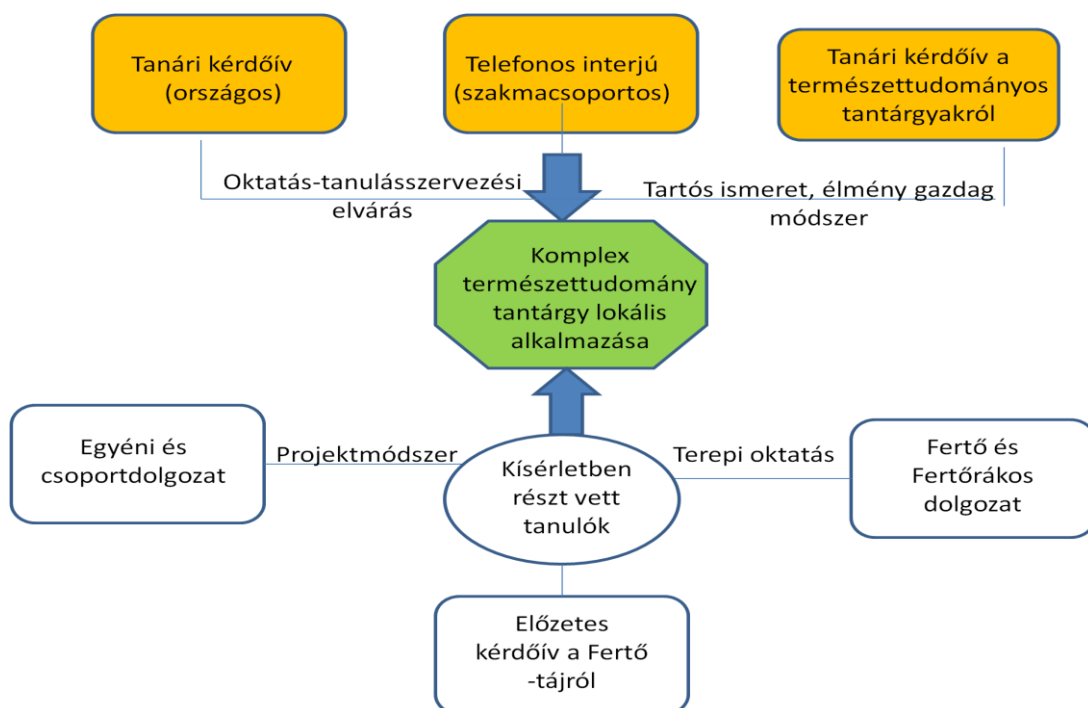 Tanári kérdőív
(országos)
Telefonos interjú
(szakmacsoportos)
Tanári kérdőív a
természettudományos
tantárgyakról
Oktatás-tanulásszervezési
elvárás
Tartós ismeret, élmény gazdag
módszer
Komplex
természettudomány
tantárgy lokális
alkalmazása
Egyéni és
csoportdolgozat
Projektmódszer
Kísérletben
részt vett
tanulók
Terepi oktatás
Fertő és
Fertőrákos
dolgozat
Előzetes
kérdőív a Fertő
-tájról